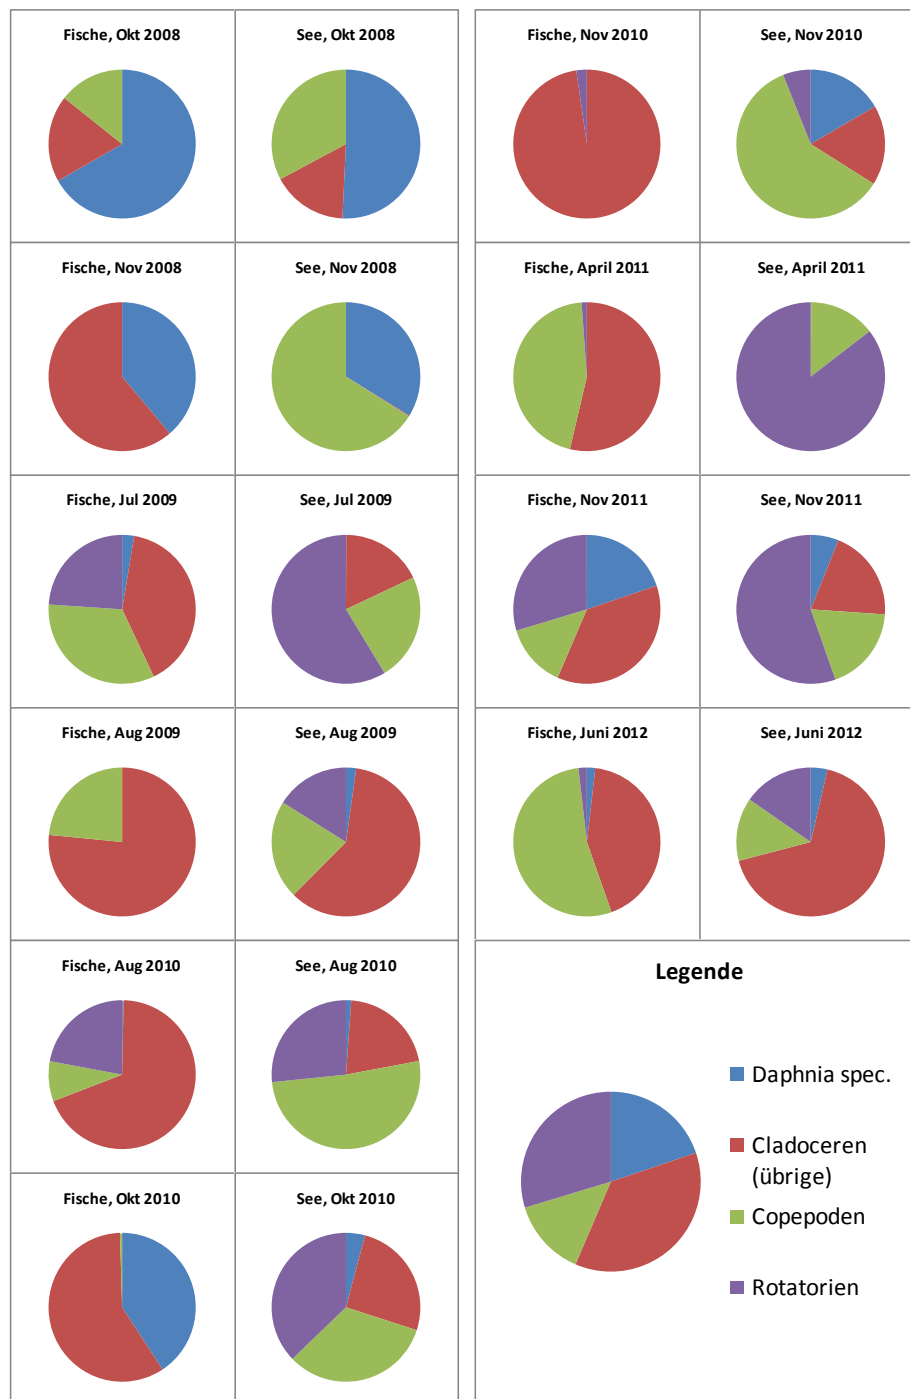 Fische, Okt 2008
See, Okt 2008
Fische, Nov 2008
See, Nov 2008
Fische, Jul 2009
See, Jul 2009
Fische, Aug 2009
See, Aug 2009
Fische, Aug 2010
See, Aug 2010
Fische, Okt 2010
See, Okt 2010
Fische, Nov 2010
See, Nov 2010
Fische, April 2011
See, April 2011
Fische, Nov 2011
See, Nov 2011
Fische, Juni 2012
See, Juni 2012
Legende
Daphnia spec.
Cladoceren
(übrige)
Copepoden
Rotatorien